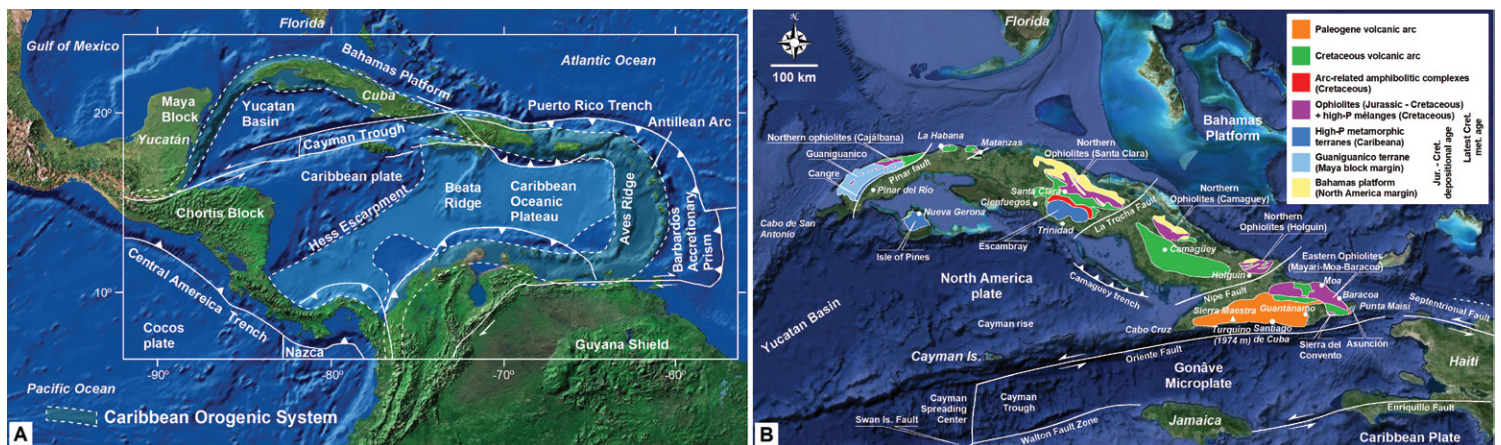 Florida
Gulf of Mexico
Atlantic Ocean
Bahamas Platform
20º
Maya
Block
Yucatán
Yucatan
Basin
Cuba
Puerto Rico Trench
Antillean Arc
Cayman Trough
Caribbean plate
Chortis Block
Hess Escarpment
Beata
Ridge
Caribbean
Oceanic
Plateau
Aves Ridge
Barbardos
Accretionary
Prism
Central Amereica Trench
10º
Cocos
plate
Nazca
Guyana Shield
Pacific Ocean
-90º
-80º
-70º
-60º
Caribbean Orogenic System
A
N
100 km
Florida
Bahamas
Platform
Paleogene volcanic arc
Cretaceous volcanic arc
Arc-related amphibolitic complexes
(Cretaceous)
Ophiolites (Jurassic - Cretaceous)
+ high-P mélanges (Cretaceous)
High-P metamorphic
terranes (Caribeana)
Guaniguanico terrane
(Maya block margin)
Bahamas platform
(North America margin)
Jur. - Cret.
depositional age
Latest Cret.
met. age
Northern ophiolites (Cajálbana)
La Habana
Matanzas
Guaniguanico
Cangre
Pinar fault
Pinar del Rio
Northern
Ophiolites (Santa Clara)
Santa Clara
Cienfuegos
Cabo de San
Antonio
Nueva Gerona
Isle of Pines
Escambray
Trinidad
La Trocha Fault
Northern
Ophiolites (Camaguey)
Camagüey
Northern
Ophiolites (Holguin)
Holguin
Eastern Ophiolites
(Mayarí-Moa-Baracoa)
Moa
Baracoa
Punta Maisí
Nipe Fault
Camaguey trench
North America
plate
Yucatan Basin
Cayman rise
Cabo Cruz
Sierra Maestra
Guantánamo
Turquino
(1974 m)
Santiago
de Cuba
Sierra del
Convento
Asunción
Septentrional Fault
Cayman Is.
Oriente Fault
Gonâve
Microplate
Haiti
Cayman
Spreading
Center
Cayman
Trough
Swan Is. Fault
Walton Fault Zone
Jamaica
Enriquillo Fault
Caribbean Plate
B